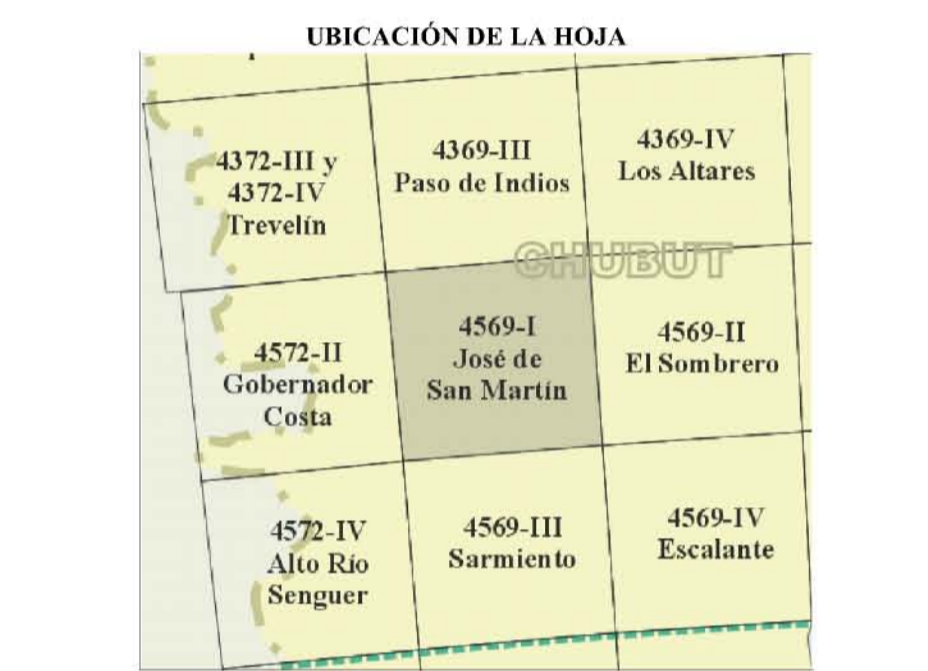 UBICACIÓN DE LA HOJA
4372-III y
4372-IV
Trevelín
4369-III
Paso de Indios
4369-IV
Los Altares
CHUBUT
4572-II
Gobernador
Costa
4569-I
José de
San Martín
4569-II
El Sombrero
4572-IV
Alto Río
Senguer
4569-III
Sarmiento
4569-IV
Escalante